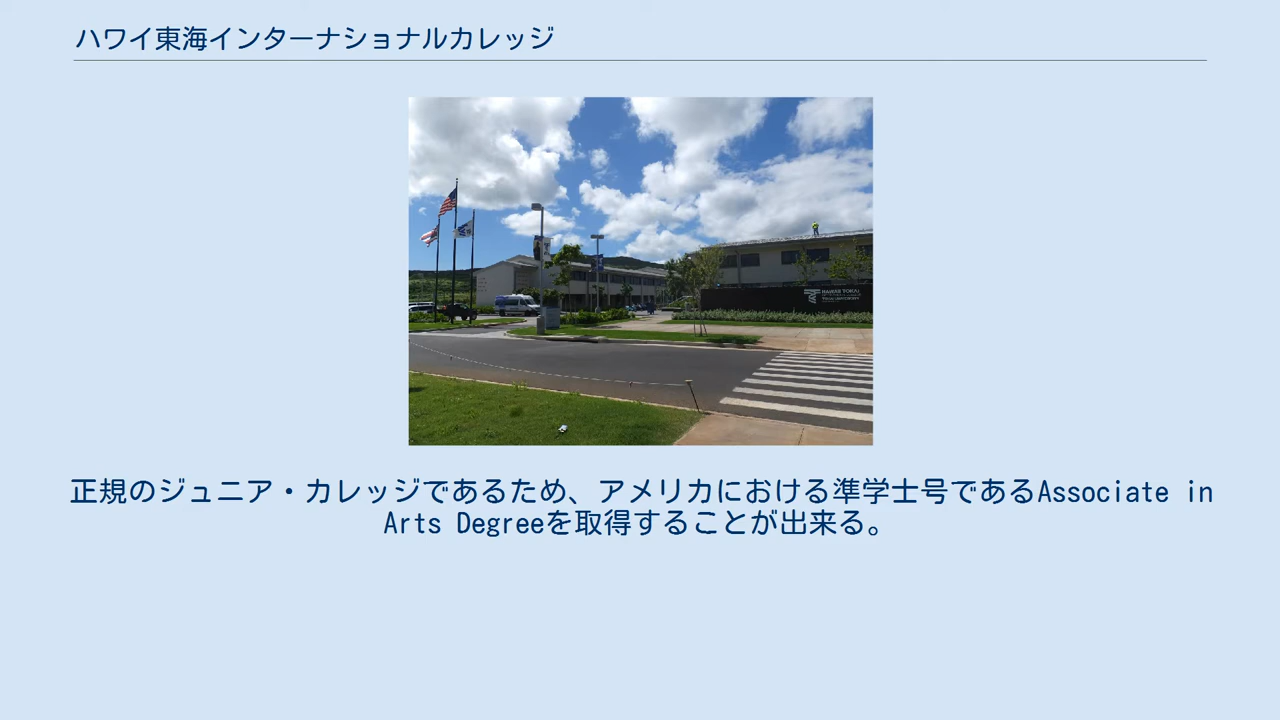 ハワイ東海インターナショナルカレッジ
HAWAII TOKAI
正規のジュニア・カレッジであるため、アメリカにおける準学士号であるAssociate in
Arts Degreeを取得することが出来る。